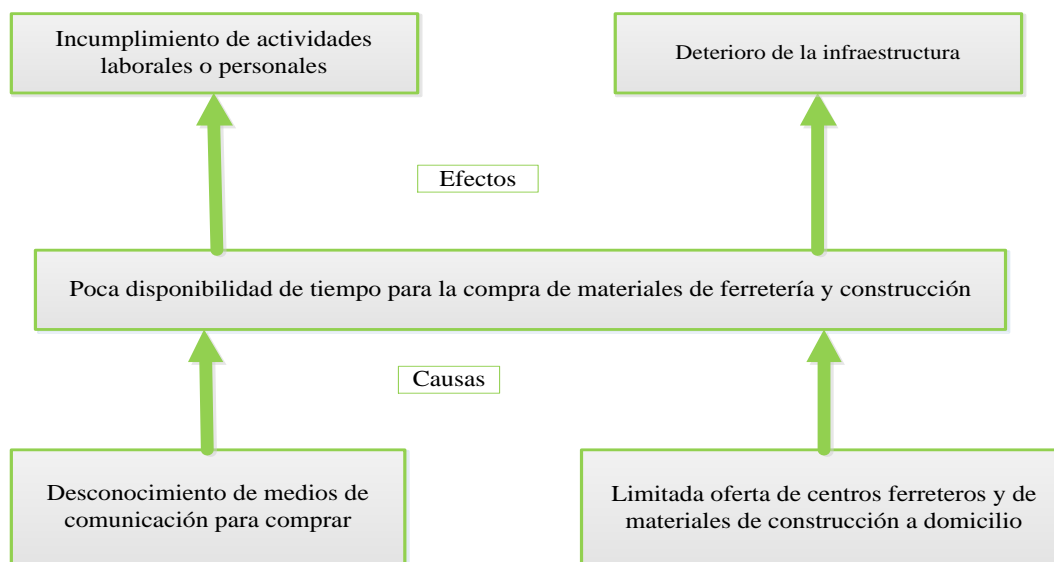 Incumplimiento de actividades
laborales o personales
Deterioro de la infraestructura
Efectos
Poca disponibilidad de tiempo para la compra de materiales de ferretería y construcción
Causas
Desconocimiento de medios de
comunicación para comprar
Limitada oferta de centros ferreteros y de
materiales de construcción a domicilio